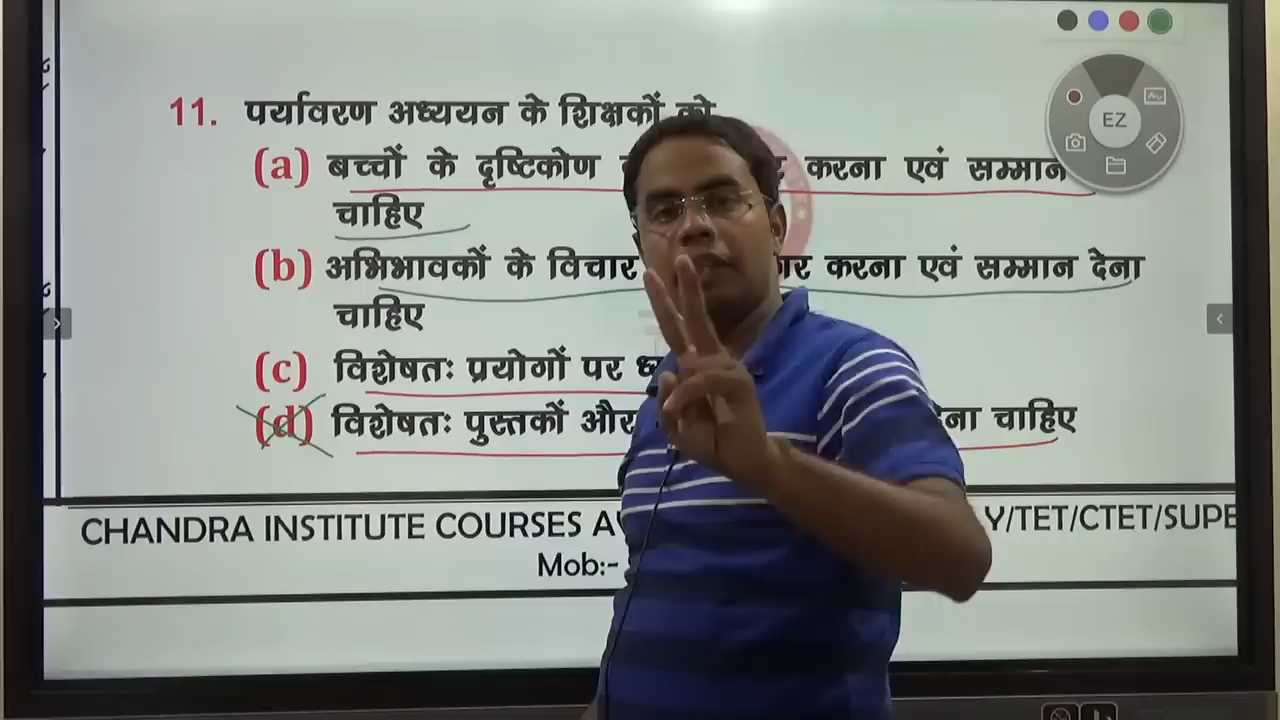 11. पर्यावरण अध्ययन के शिक्षकों को
(a) बच्चों के दृष्टिकोण करना एवं सम्मान
चाहिए
(b) अभिभावकों के विचार करना एवं सम्मान देना
चाहिए
(c) विशेषतः प्रयोगों पर
(d) विशेषतः पुस्तकों और चाहिए
CHANDRA INSTITUTE COURSES Y/TET/CTET/SUPE
Mob:-
EZ